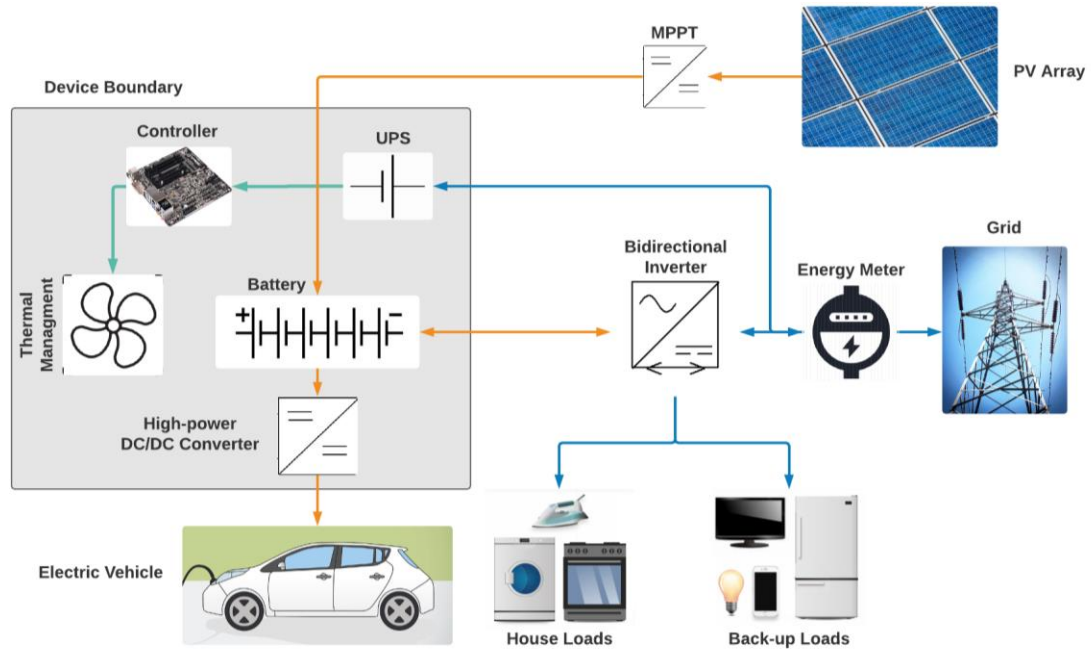 MPPT
PV Array
Device Boundary
Controller
UPS
Grid
Bidirectional
Inverter
Energy Meter
Battery
+
−
Thermal
Managment
High-power
DC/DC Converter
Electric Vehicle
House Loads
Back-up Loads